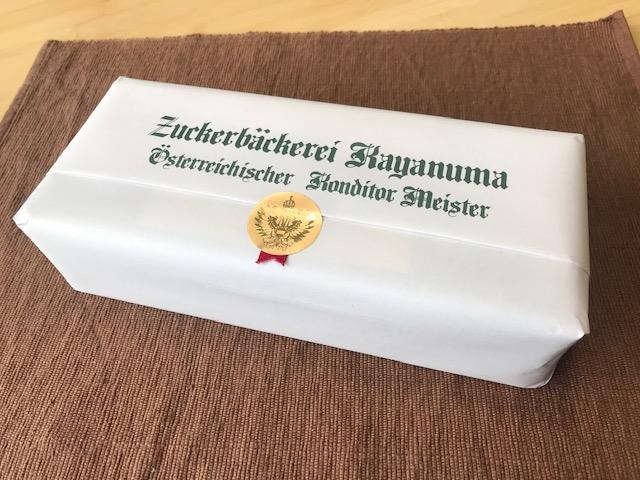 Zuckerbäckerei Kayanuma
Österreichischer Konditor Meister